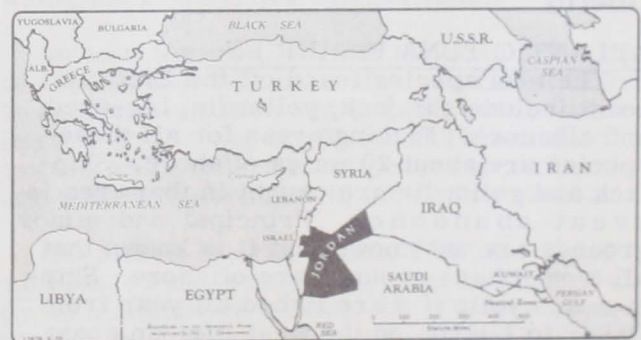 YUGOSLAVIA
BULGARIA
BLACK SEA
U.S.S.R.
CASPIAN
SEA
ALB.
GREECE
TURKEY
IRAN
SYRIA
LEBANON
MEDITERRANEAN SEA
IRAQ
ISRAEL
JORDAN
KUWAIT
SAUDI
ARABIA
Neutral Zone
PERSIAN
GULF
LIBYA
EGYPT
RED
SEA